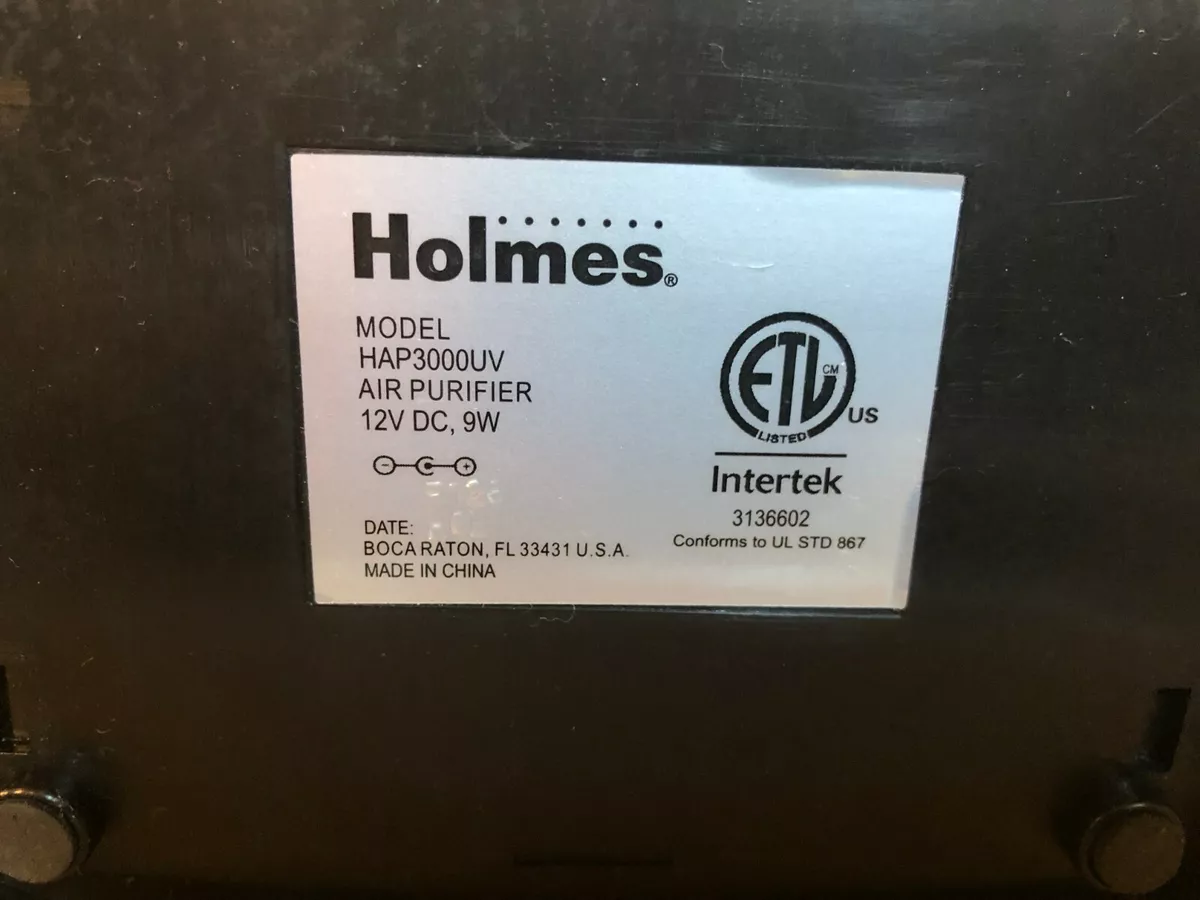 Holmes®
MODEL
HAP3000UV
AIR PURIFIER
12V DC, 9W
DATE:
BOCA RATON, FL 33431 U.S.A.
MADE IN CHINA
ETL CM
LISTED
US
Intertek
3136602
Conforms to UL STD 867